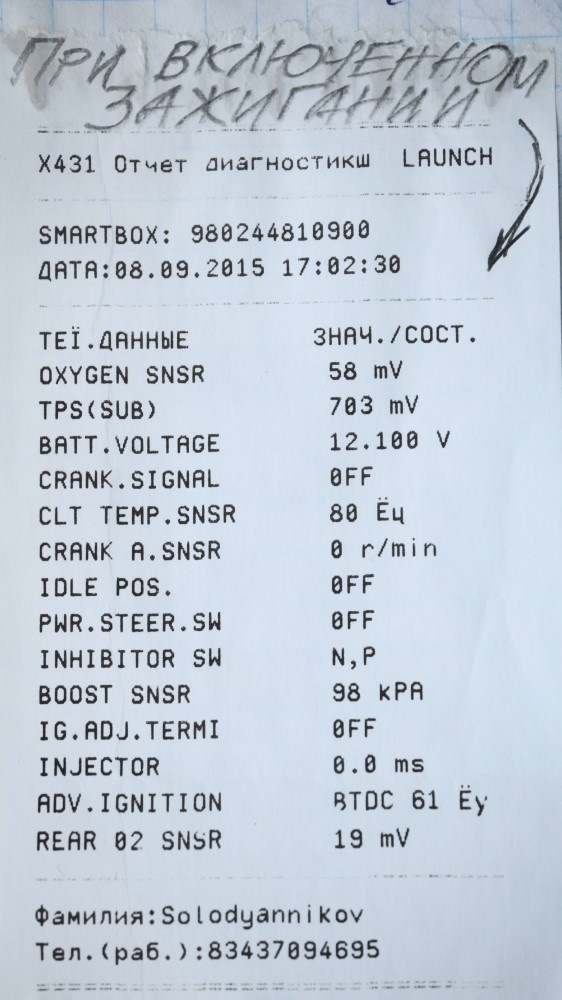 ПРИ ВКЛЮЧЕННОМ
ЗАЖИГАНИИ
X431 Отчет диагностикш LAUNCH
SMARTBOX: 980244810900
ДАТА:08.09.2015 17:02:30
ТЕЇ.ДАННЫЕ ЗНАЧ./СОСТ.
OXYGEN SNSR 58 mV
TPS(SUB) 703 mV
BATT.VOLTAGE 12.100 V
CRANK.SIGNAL 0FF
CLT TEMP.SNSR 80 Ёц
CRANK A.SNSR 0 r/min
IDLE POS. 0FF
PWR.STEER.SW 0FF
INHIBITOR SW N,P
BOOST SNSR 98 kPA
IG.ADJ.TERMI 0FF
INJECTOR 0.0 ms
ADV.IGNITION BTDC 61 Ёу
REAR 02 SNSR 19 mV
Фамилия:Solodyannikov
Тел.(раб.):83437094695